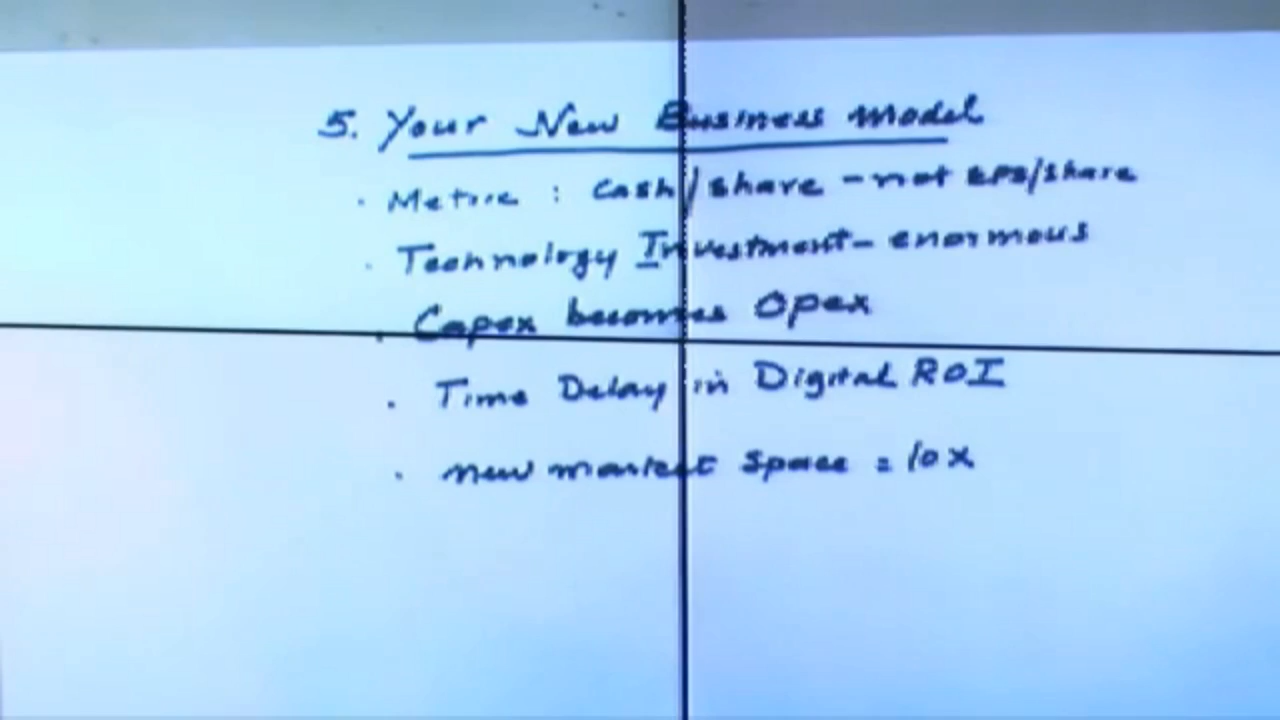 5. Your New Business Model
· Metric : Cash/share - not EPS/share
· Technology Investment - enormous
· Capex becomes Opex
· Time Delay in Digital ROI
· new market space = 10x